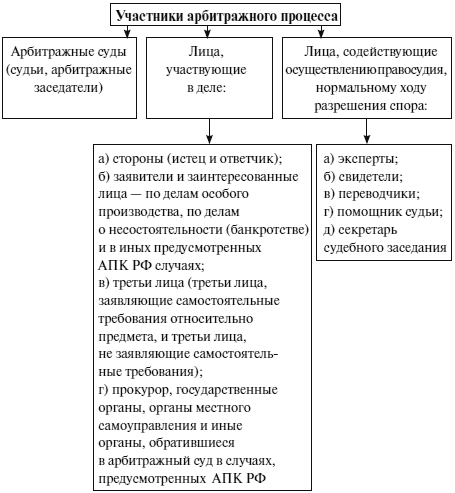 Участники арбитражного процесса
Арбитражные суды
(судьи, арбитражные
заседатели)
Лица,
участвующие
в деле:
Лица, содействующие
осуществлению правосудия,
нормальному ходу
разрешения спора:
а) стороны (истец и ответчик);
б) заявители и заинтересованные
лица — по делам особого
производства, по делам
о несостоятельности (банкротстве)
и в иных предусмотренных
АПК РФ случаях;
в) третьи лица (третьи лица,
заявляющие самостоятельные
требования относительно
предмета, и третьи лица,
не заявляющие самостоятель-
ные требования);
г) прокурор, государственные
органы, органы местного
самоуправления и иные
органы, обратившиеся
в арбитражный суд в случаях,
предусмотренных АПК РФ
а) эксперты;
б) свидетели;
в) переводчики;
г) помощник судьи;
д) секретарь
судебного заседания